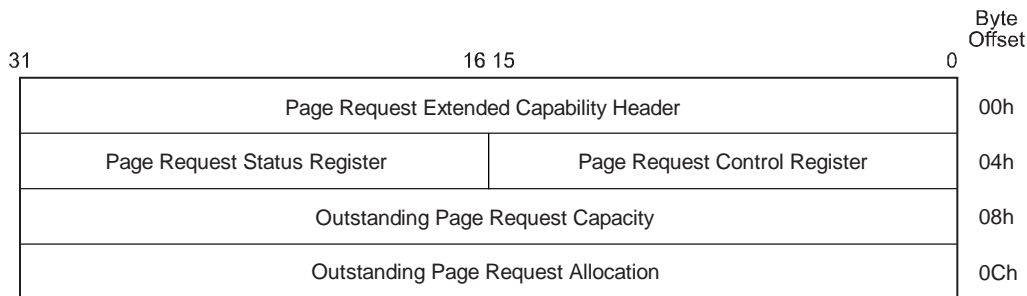 Byte
Offset
31 16 15 0
Page Request Extended Capability Header 00h
Page Request Status Register Page Request Control Register 04h
Outstanding Page Request Capacity 08h
Outstanding Page Request Allocation 0Ch